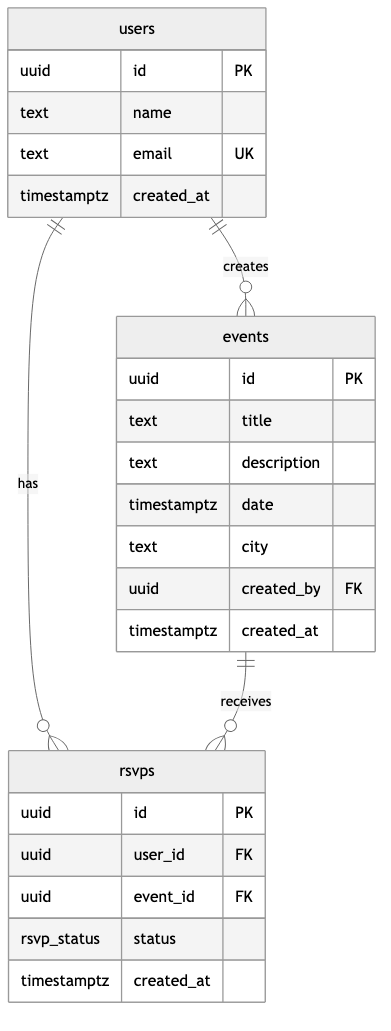 users
uuid id PK
text name
text email UK
timestamptz created_at
creates
events
uuid id PK
text title
text description
timestamptz date
text city
uuid created_by FK
timestamptz created_at
has
receives
rsvps
uuid id PK
uuid user_id FK
uuid event_id FK
rsvp_status status
timestamptz created_at